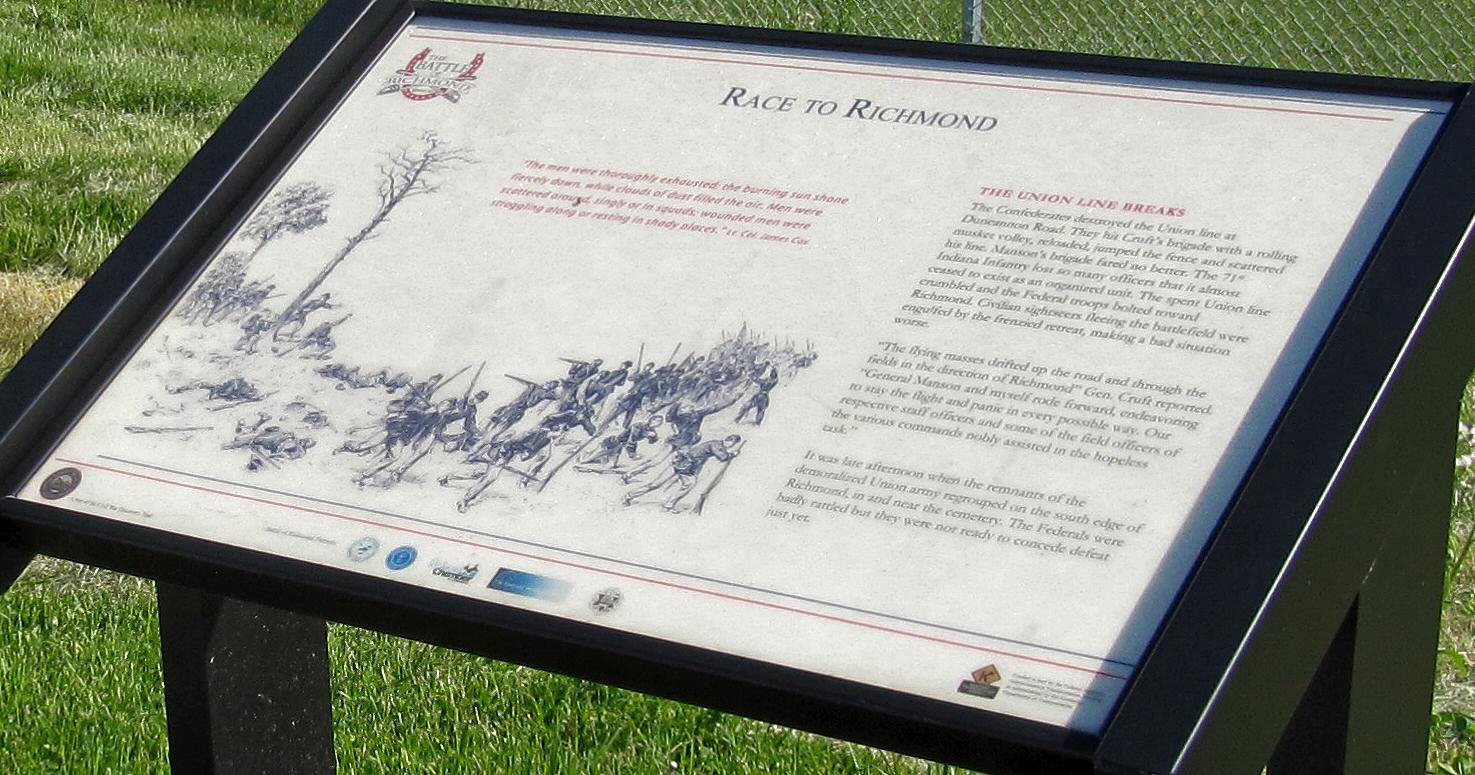 THE
BATTLE
OF
RICHMOND
RACE TO RICHMOND
"The men were thoroughly exhausted; the burning sun shone
fiercely down, while clouds of dust filled the air. Men were
scattered around, singly or in squads; wounded men were
straggling along or resting in shady places." Lt. Col. James Cox
THE UNION LINE BREAKS
The Confederates destroyed the Union line at
Duncannon Road. They hit Cruft's brigade with a rolling
musket volley, reloaded, jumped the fence and scattered
his line. Manson's brigade fared no better. The 71st
Indiana Infantry lost so many officers that it almost
ceased to exist as an organized unit. The spent Union line
crumbled and the Federal troops bolted toward
Richmond. Civilian sightseers fleeing the battlefield were
engulfed by the frenzied retreat, making a bad situation
worse.
"The flying masses drifted up the road and through the
fields in the direction of Richmond" Gen. Cruft reported.
"General Manson and myself rode forward, endeavoring
to stay the flight and panic in every possible way. Our
respective staff officers and some of the field officers of
the various commands nobly assisted in the hopeless
task."
It was late afternoon when the remnants of the
demoralized Union army regrouped on the south edge of
Richmond, in and near the cemetery. The Federals were
badly rattled but they were not ready to concede defeat
just yet.
Chamber